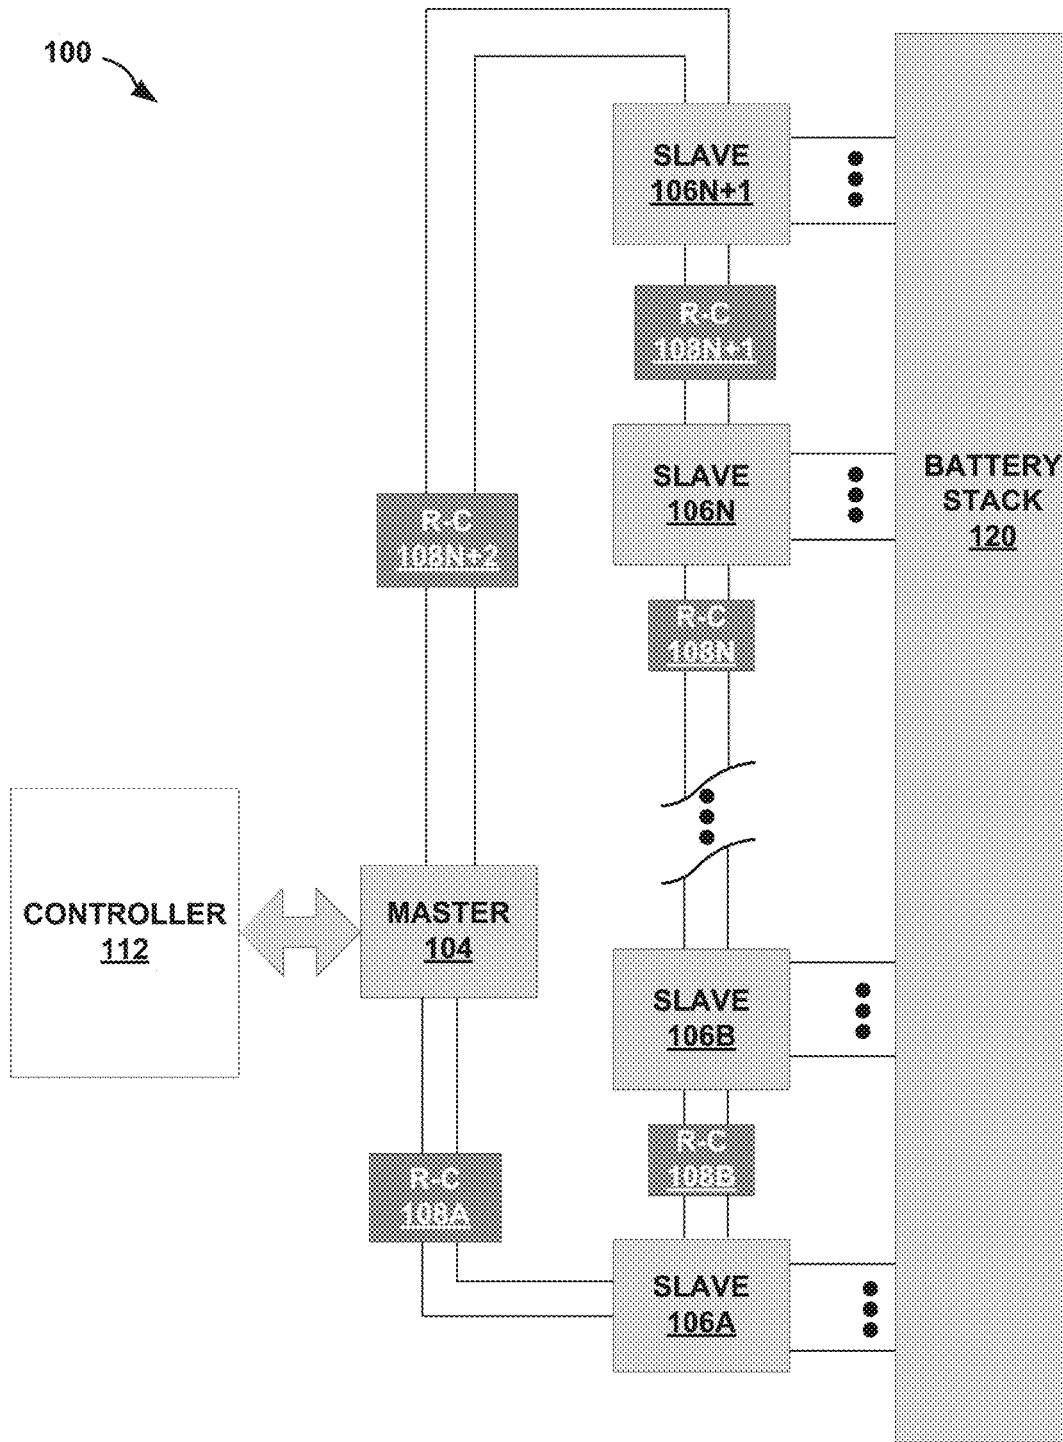 100
SLAVE
106N+1
R-C
108N+1
SLAVE
106N
BATTERY
STACK
120
R-C
108N+2
R-C
108N
CONTROLLER
112
MASTER
104
SLAVE
106B
R-C
108B
R-C
108A
SLAVE
106A